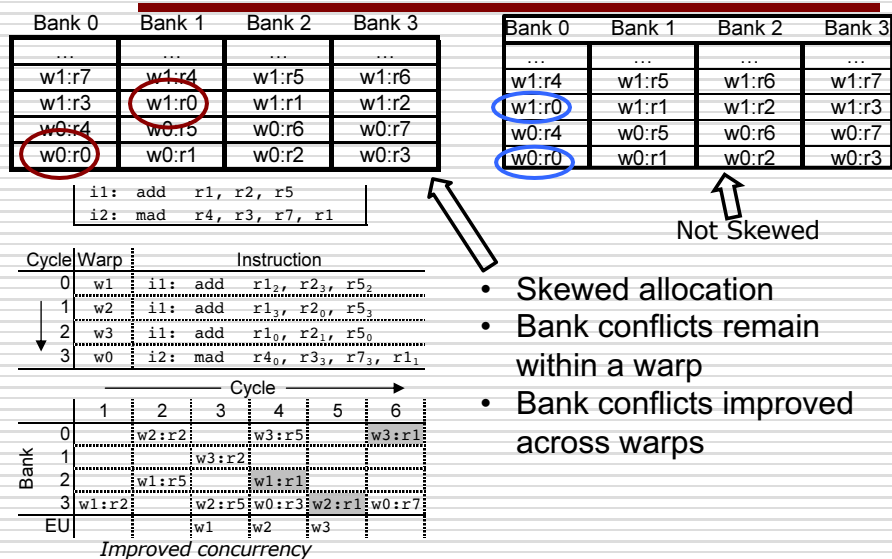 Bank 0 Bank 1 Bank 2 Bank 3
... ... ... ...
w1:r7 w1:r4 w1:r5 w1:r6
w1:r3 w1:r0 w1:r1 w1:r2
w0:r4 w0:r5 w0:r6 w0:r7
w0:r0 w0:r1 w0:r2 w0:r3
Bank 0 Bank 1 Bank 2 Bank 3
... ... ... ...
w1:r4 w1:r5 w1:r6 w1:r7
w1:r0 w1:r1 w1:r2 w1:r3
w0:r4 w0:r5 w0:r6 w0:r7
w0:r0 w0:r1 w0:r2 w0:r3
i1: add r1, r2, r5
i2: mad r4, r3, r7, r1
Not Skewed
Cycle Warp Instruction
0 w1 i1: add r1₂, r2₃, r5₂
1 w2 i1: add r1₃, r2₀, r5₃
2 w3 i1: add r1₀, r2₁, r5₀
3 w0 i2: mad r4₀, r3₃, r7₃, r1₁
• Skewed allocation
• Bank conflicts remain
within a warp
• Bank conflicts improved
across warps
Cycle
1 2 3 4 5 6
Bank
0 w2:r2 w3:r5 w3:r1
1 w3:r2
2 w1:r5 w1:r1
3 w1:r2 w2:r5 w0:r3 w2:r1 w0:r7
EU w1 w2 w3
Improved concurrency